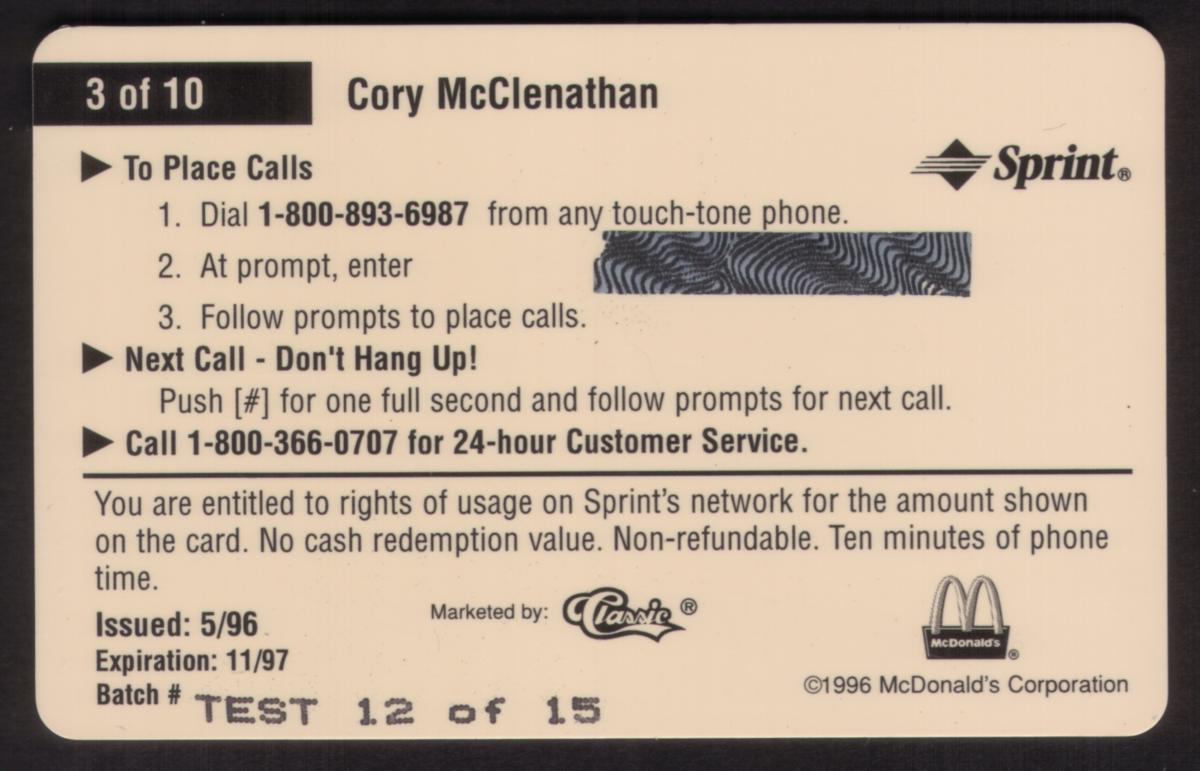 3 of 10 Cory McClenathan
▶ To Place Calls
Sprint®
1. Dial 1-800-893-6987 from any touch-tone phone.
2. At prompt, enter
3. Follow prompts to place calls.
▶ Next Call - Don't Hang Up!
Push [#] for one full second and follow prompts for next call.
▶ Call 1-800-366-0707 for 24-hour Customer Service.
You are entitled to rights of usage on Sprint's network for the amount shown
on the card. No cash redemption value. Non-refundable. Ten minutes of phone
time.
Issued: 5/96
Marketed by: Classic®
McDonald's®
Expiration: 11/97
©1996 McDonald's Corporation
Batch # TEST 12 of 15